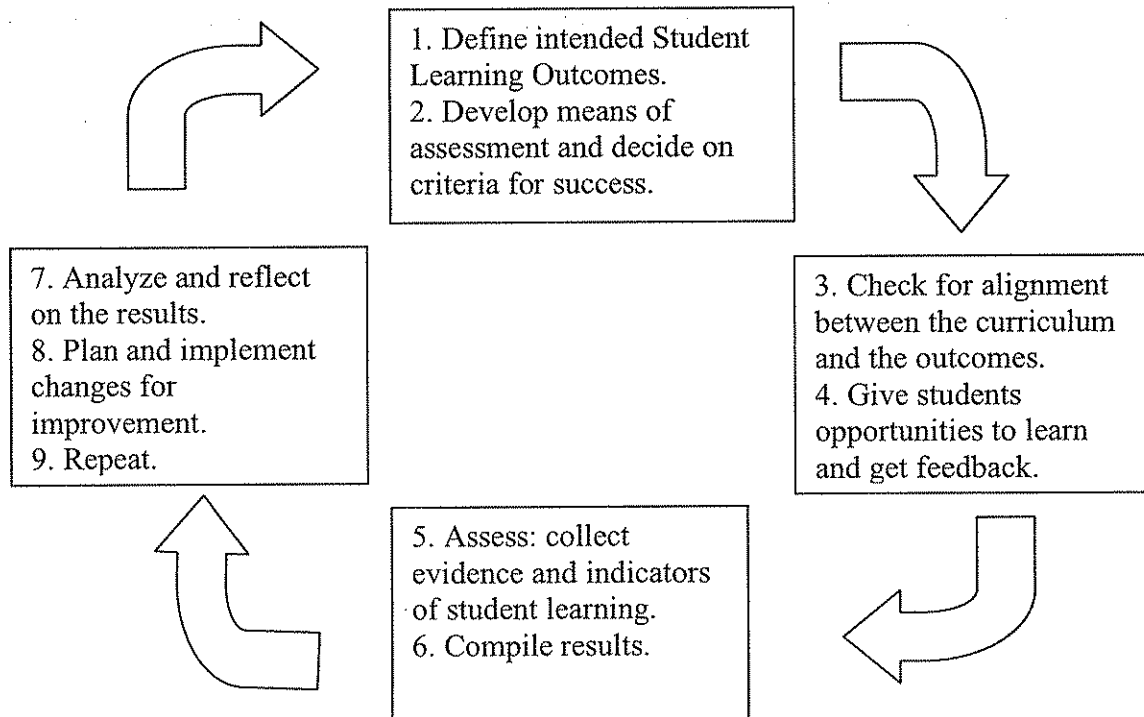 1. Define intended Student
Learning Outcomes.
2. Develop means of
assessment and decide on
criteria for success.
3. Check for alignment
between the curriculum
and the outcomes.
4. Give students
opportunities to learn
and get feedback.
5. Assess: collect
evidence and indicators
of student learning.
6. Compile results.
7. Analyze and reflect
on the results.
8. Plan and implement
changes for
improvement.
9. Repeat.